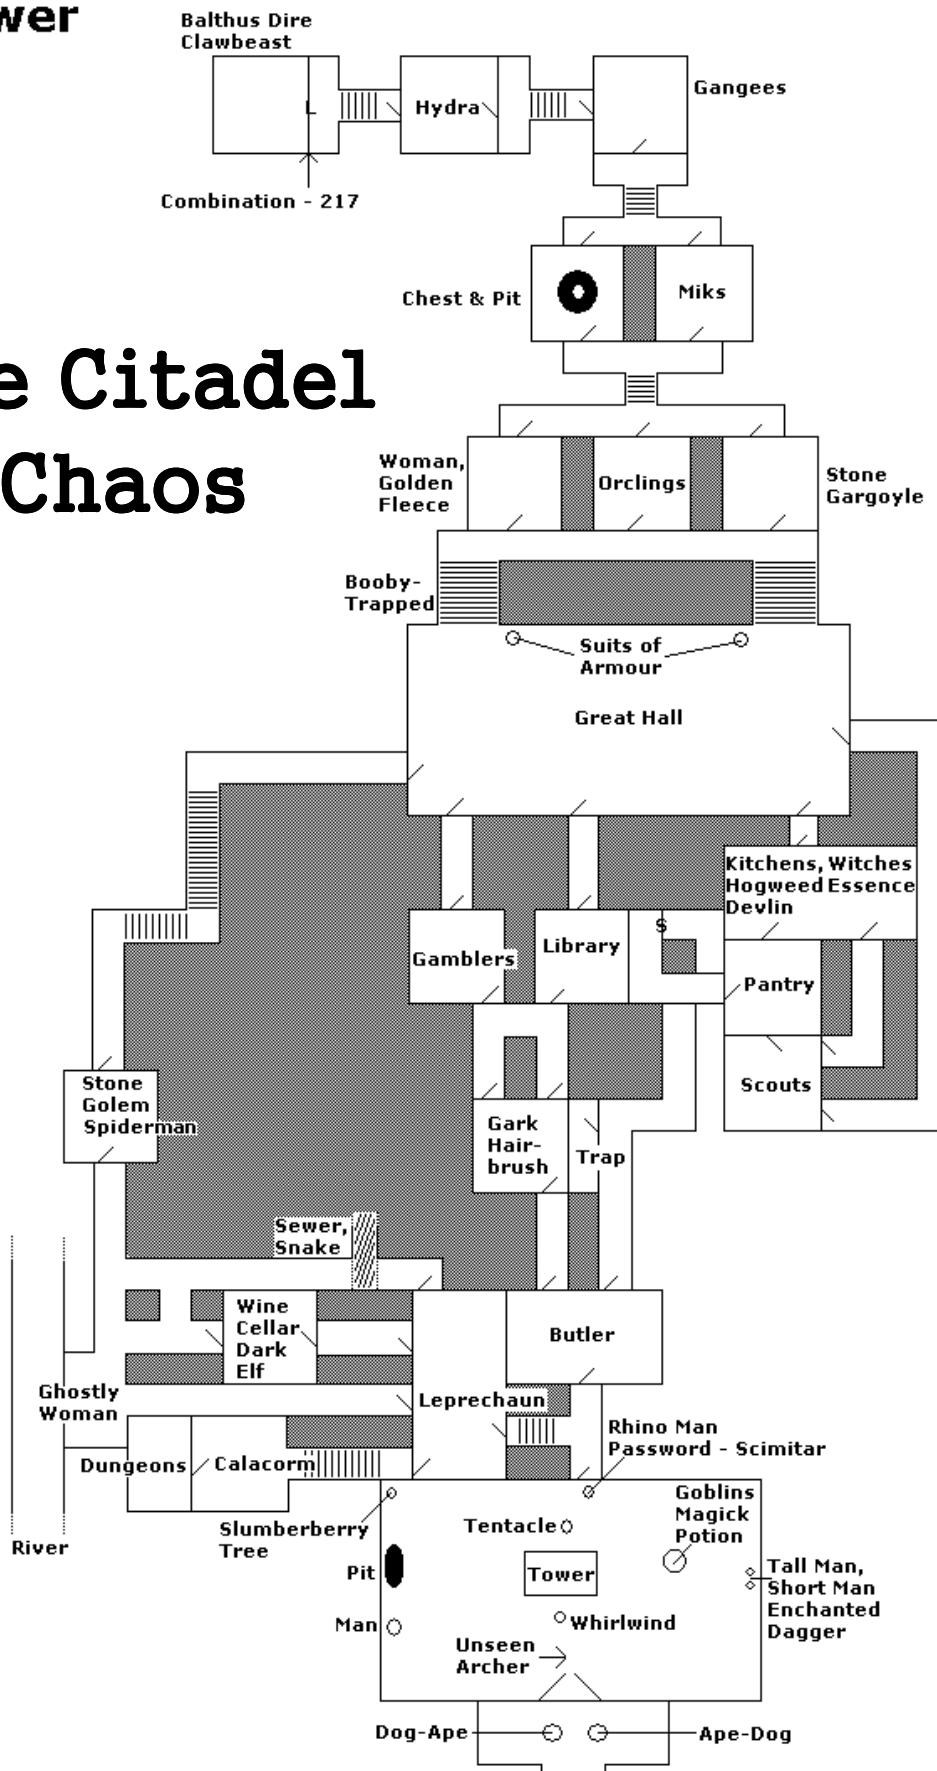 wer
Balthus Dire
Clawbeast
Gangees
Hydra
L
Combination - 217
Chest & Pit
Miks
e Citadel
Chaos
Woman,
Golden
Fleece
Orclings
Stone
Gargoyle
Booby-
Trapped
Suits of
Armour
Great Hall
Kitchens, Witches
Hogweed Essence
Devlin
S
Gamblers
Library
Pantry
Stone
Golem
Spiderman
Scouts
Gark
Hair-
brush
Trap
Sewer,
Snake
Wine
Cellar
Dark
Elf
Butler
Ghostly
Woman
Leprechaun
Rhino Man
Password - Scimitar
Dungeons
Calacorm
Goblins
Magick
Potion
Slumberberry
Tree
Tentacle
River
Pit
Tower
Tall Man,
Short Man
Enchanted
Dagger
Man
Whirlwind
Unseen
Archer
Dog-Ape
Ape-Dog